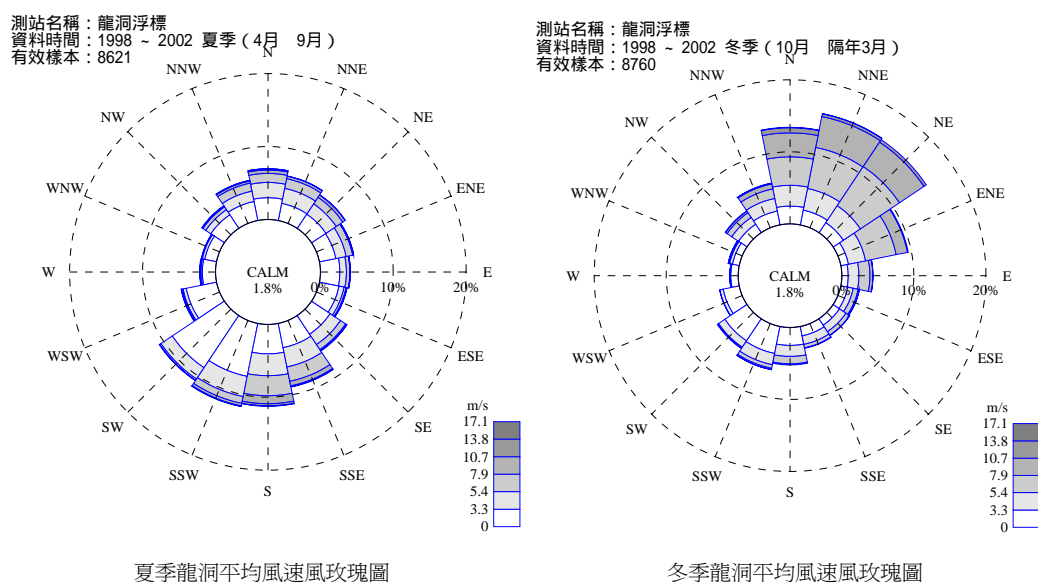 測站名稱：龍洞浮標
資料時間：1998 ~ 2002 夏季（4月 9月）
有效樣本：8621
N
NNE
NE
ENE
E
ESE
SE
SSE
S
SSW
SW
WSW
W
WNW
NW
NNW
CALM
1.8%
0%
10%
20%
m/s
17.1
13.8
10.7
7.9
5.4
3.3
0
夏季龍洞平均風速風玫瑰圖
測站名稱：龍洞浮標
資料時間：1998 ~ 2002 冬季（10月 隔年3月）
有效樣本：8760
N
NNE
NE
ENE
E
ESE
SE
SSE
S
SSW
SW
WSW
W
WNW
NW
NNW
CALM
1.8%
0%
10%
20%
m/s
17.1
13.8
10.7
7.9
5.4
3.3
0
冬季龍洞平均風速風玫瑰圖